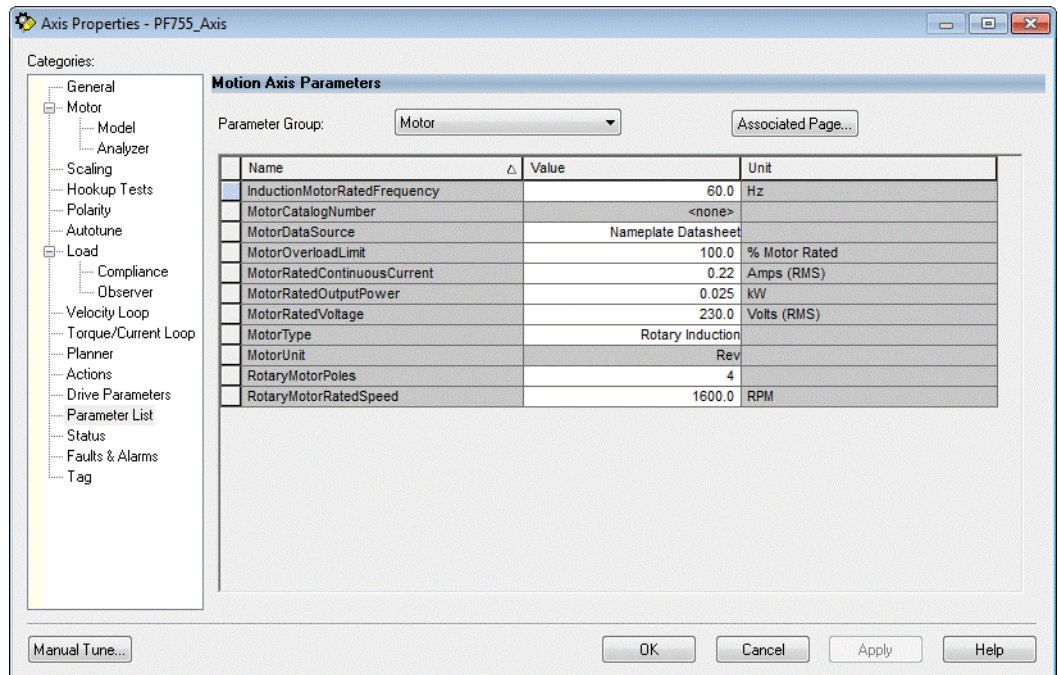 Axis Properties - PF755_Axis
Categories:
General
Motor
Model
Analyzer
Scaling
Hookup Tests
Polarity
Autotune
Load
Compliance
Observer
Velocity Loop
Torque/Current Loop
Planner
Actions
Drive Parameters
Parameter List
Status
Faults & Alarms
Tag
Motion Axis Parameters
Parameter Group: Motor Associated Page...
Name Value Unit
InductionMotorRatedFrequency 60.0 Hz
MotorCatalogNumber <none>
MotorDataSource Nameplate Datasheet
MotorOverloadLimit 100.0 % Motor Rated
MotorRatedContinuousCurrent 0.22 Amps (RMS)
MotorRatedOutputPower 0.025 kW
MotorRatedVoltage 230.0 Volts (RMS)
MotorType Rotary Induction
MotorUnit Rev
RotaryMotorPoles 4
RotaryMotorRatedSpeed 1600.0 RPM
Manual Tune... OK Cancel Apply Help